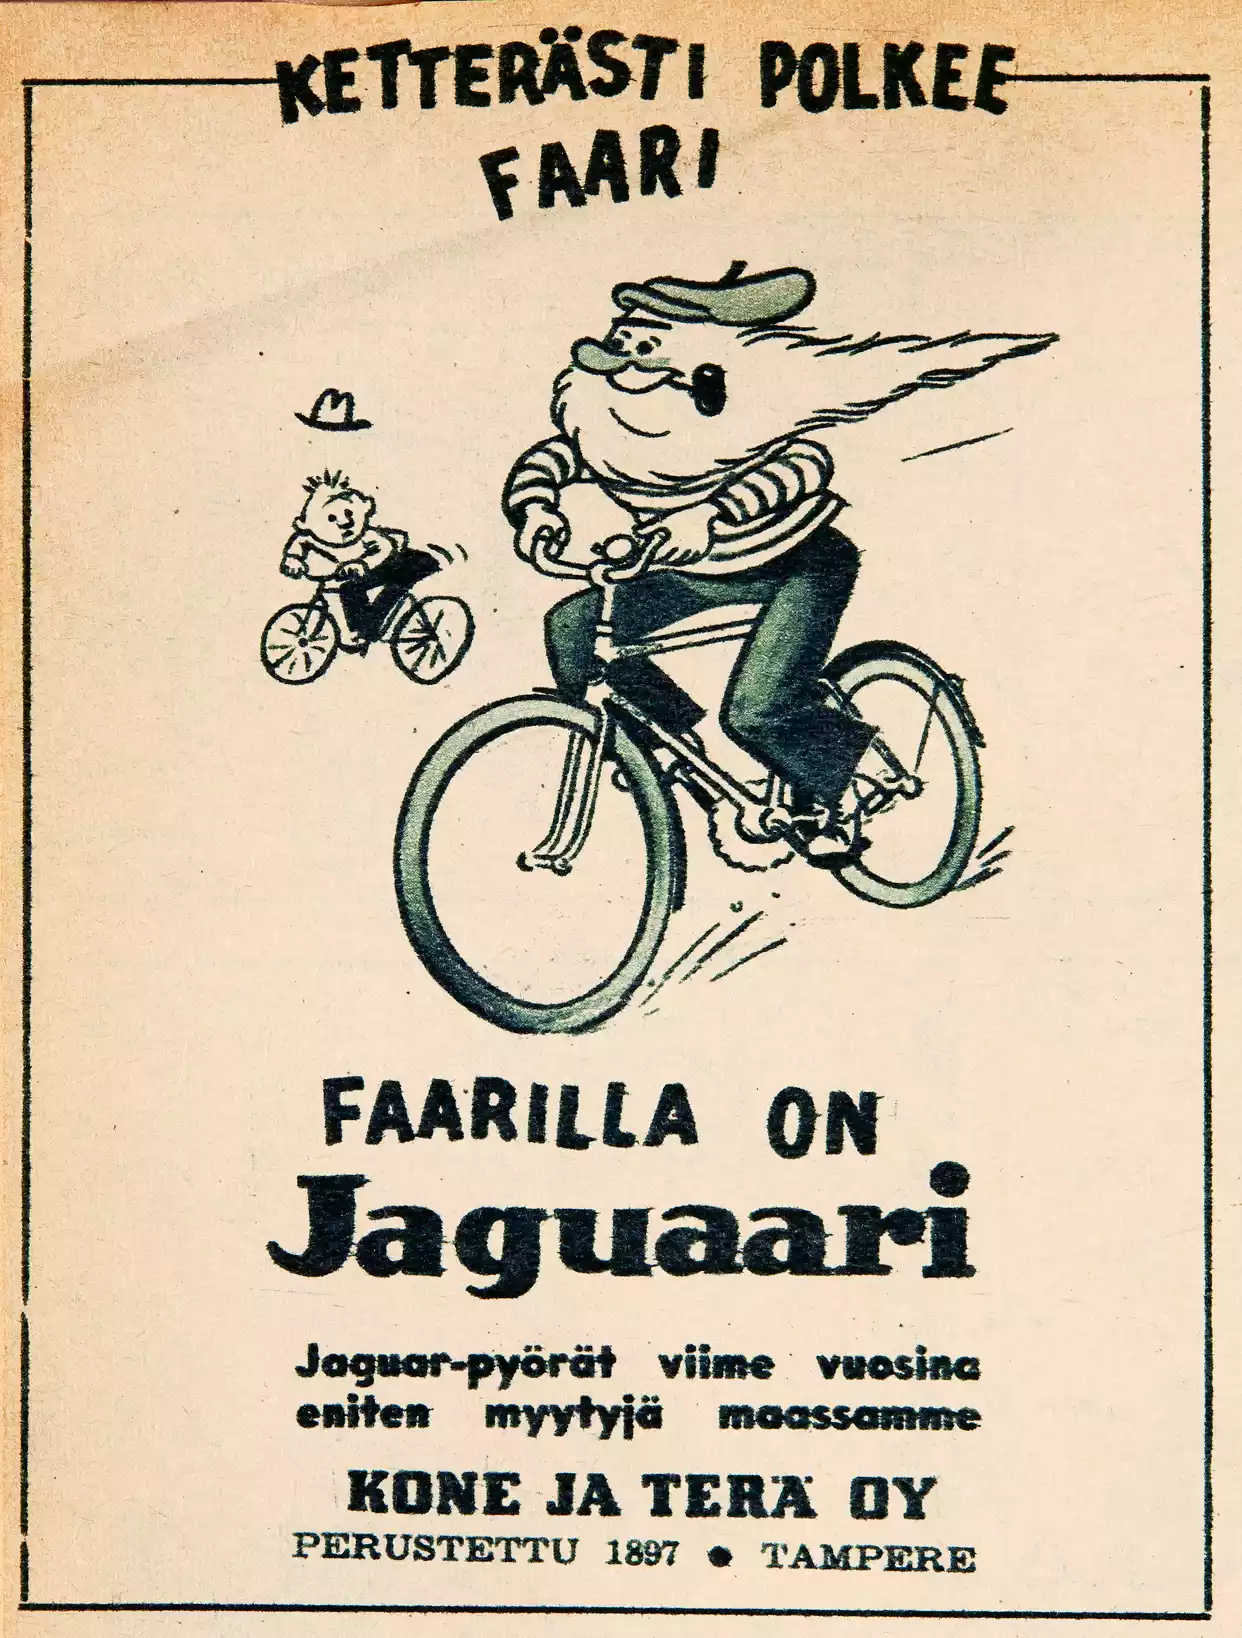 KETTERÄSTI POLKEE
FAARI
FAARILLA ON
Jaguaari
Jaguar-pyörät viime vuosina
eniten myytyjä maassamme
KONE JA TERÄ OY
PERUSTETTU 1897 ● TAMPERE